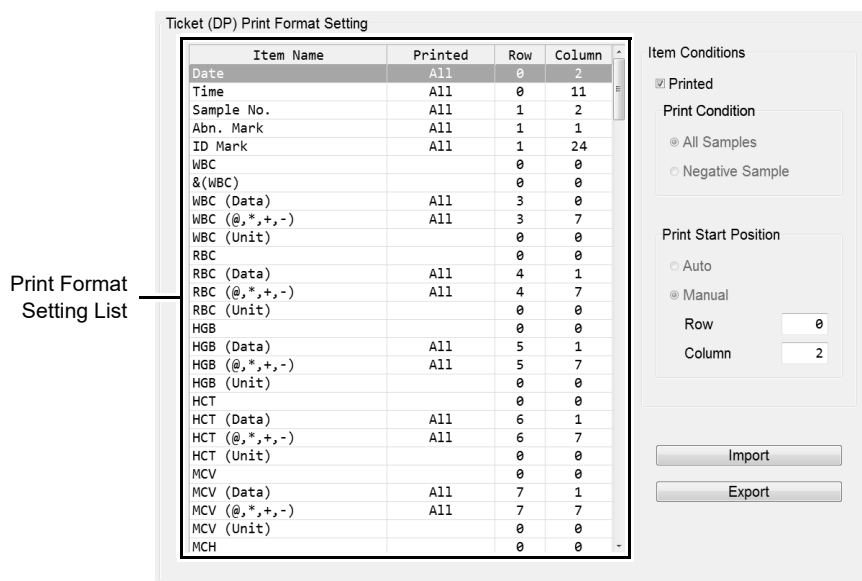 Ticket (DP) Print Format Setting
Item Name Printed Row Column
Date All 0 2
Time All 0 11
Sample No. All 1 2
Abn. Mark All 1 1
ID Mark All 1 24
WBC 0 0
&(WBC) 0 0
WBC (Data) All 3 0
WBC (@,*,+,-) All 3 7
WBC (Unit) 0 0
RBC 0 0
RBC (Data) All 4 1
RBC (@,*,+,-) All 4 7
RBC (Unit) 0 0
HGB 0 0
HGB (Data) All 5 1
HGB (@,*,+,-) All 5 7
HGB (Unit) 0 0
HCT 0 0
HCT (Data) All 6 1
HCT (@,*,+,-) All 6 7
HCT (Unit) 0 0
MCV 0 0
MCV (Data) All 7 1
MCV (@,*,+,-) All 7 7
MCV (Unit) 0 0
MCH 0 0
Print Format
Setting List
Item Conditions
Printed
Print Condition
All Samples
Negative Sample
Print Start Position
Auto
Manual
Row 0
Column 2
Import
Export